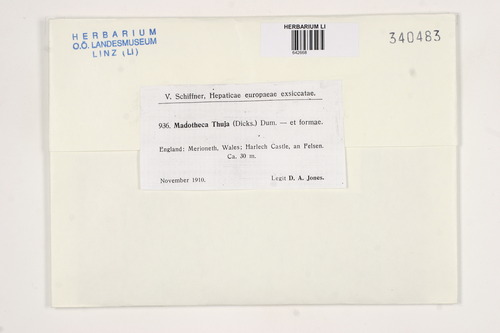 HERBARIUM
O.Ö. LANDESMUSEUM
LINZ (LI)
HERBARIUM LI
340483
V. Schiffner, Hepaticae europaeae exsiccatae.
936. Madotheca Thuja (Dicks.) Dum. — et formae.
England: Merioneth, Wales; Harlech Castle, an Felsen.
Ca. 30 m.
November 1910.
Legit D. A. Jones.